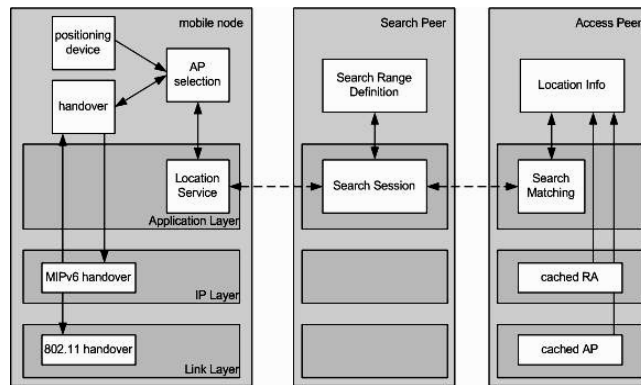 mobile node
Search Peer
Access Peer
positioning
device
AP
selection
handover
Search Range
Definition
Location Info
Location
Service
Search Session
Search
Matching
Application Layer
MIPv6 handover
cached RA
IP Layer
802.11 handover
cached AP
Link Layer